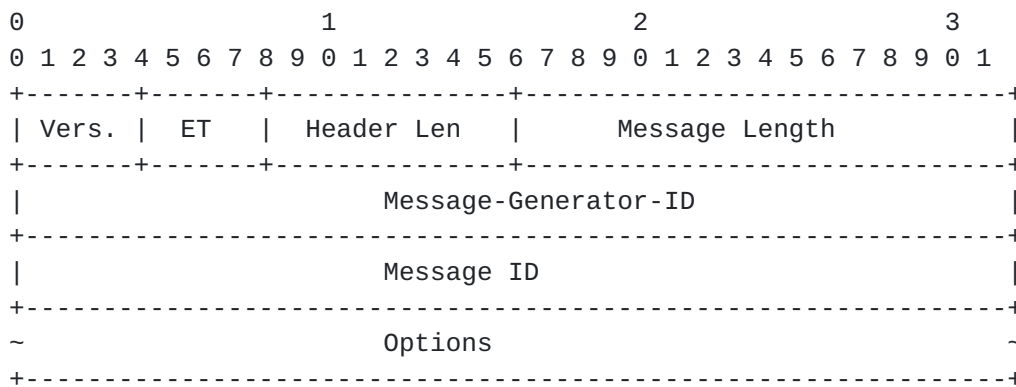 0                   1                   2                   3
0 1 2 3 4 5 6 7 8 9 0 1 2 3 4 5 6 7 8 9 0 1 2 3 4 5 6 7 8 9 0 1
+-------+-------+---------------+-------------------------------+
| Vers. |  ET   |  Header Len   |      Message Length           |
+-------+-------+---------------+-------------------------------+
|                       Message-Generator-ID                    |
+---------------------------------------------------------------+
|                       Message ID                              |
+---------------------------------------------------------------+
~                       Options                                 ~
+---------------------------------------------------------------+